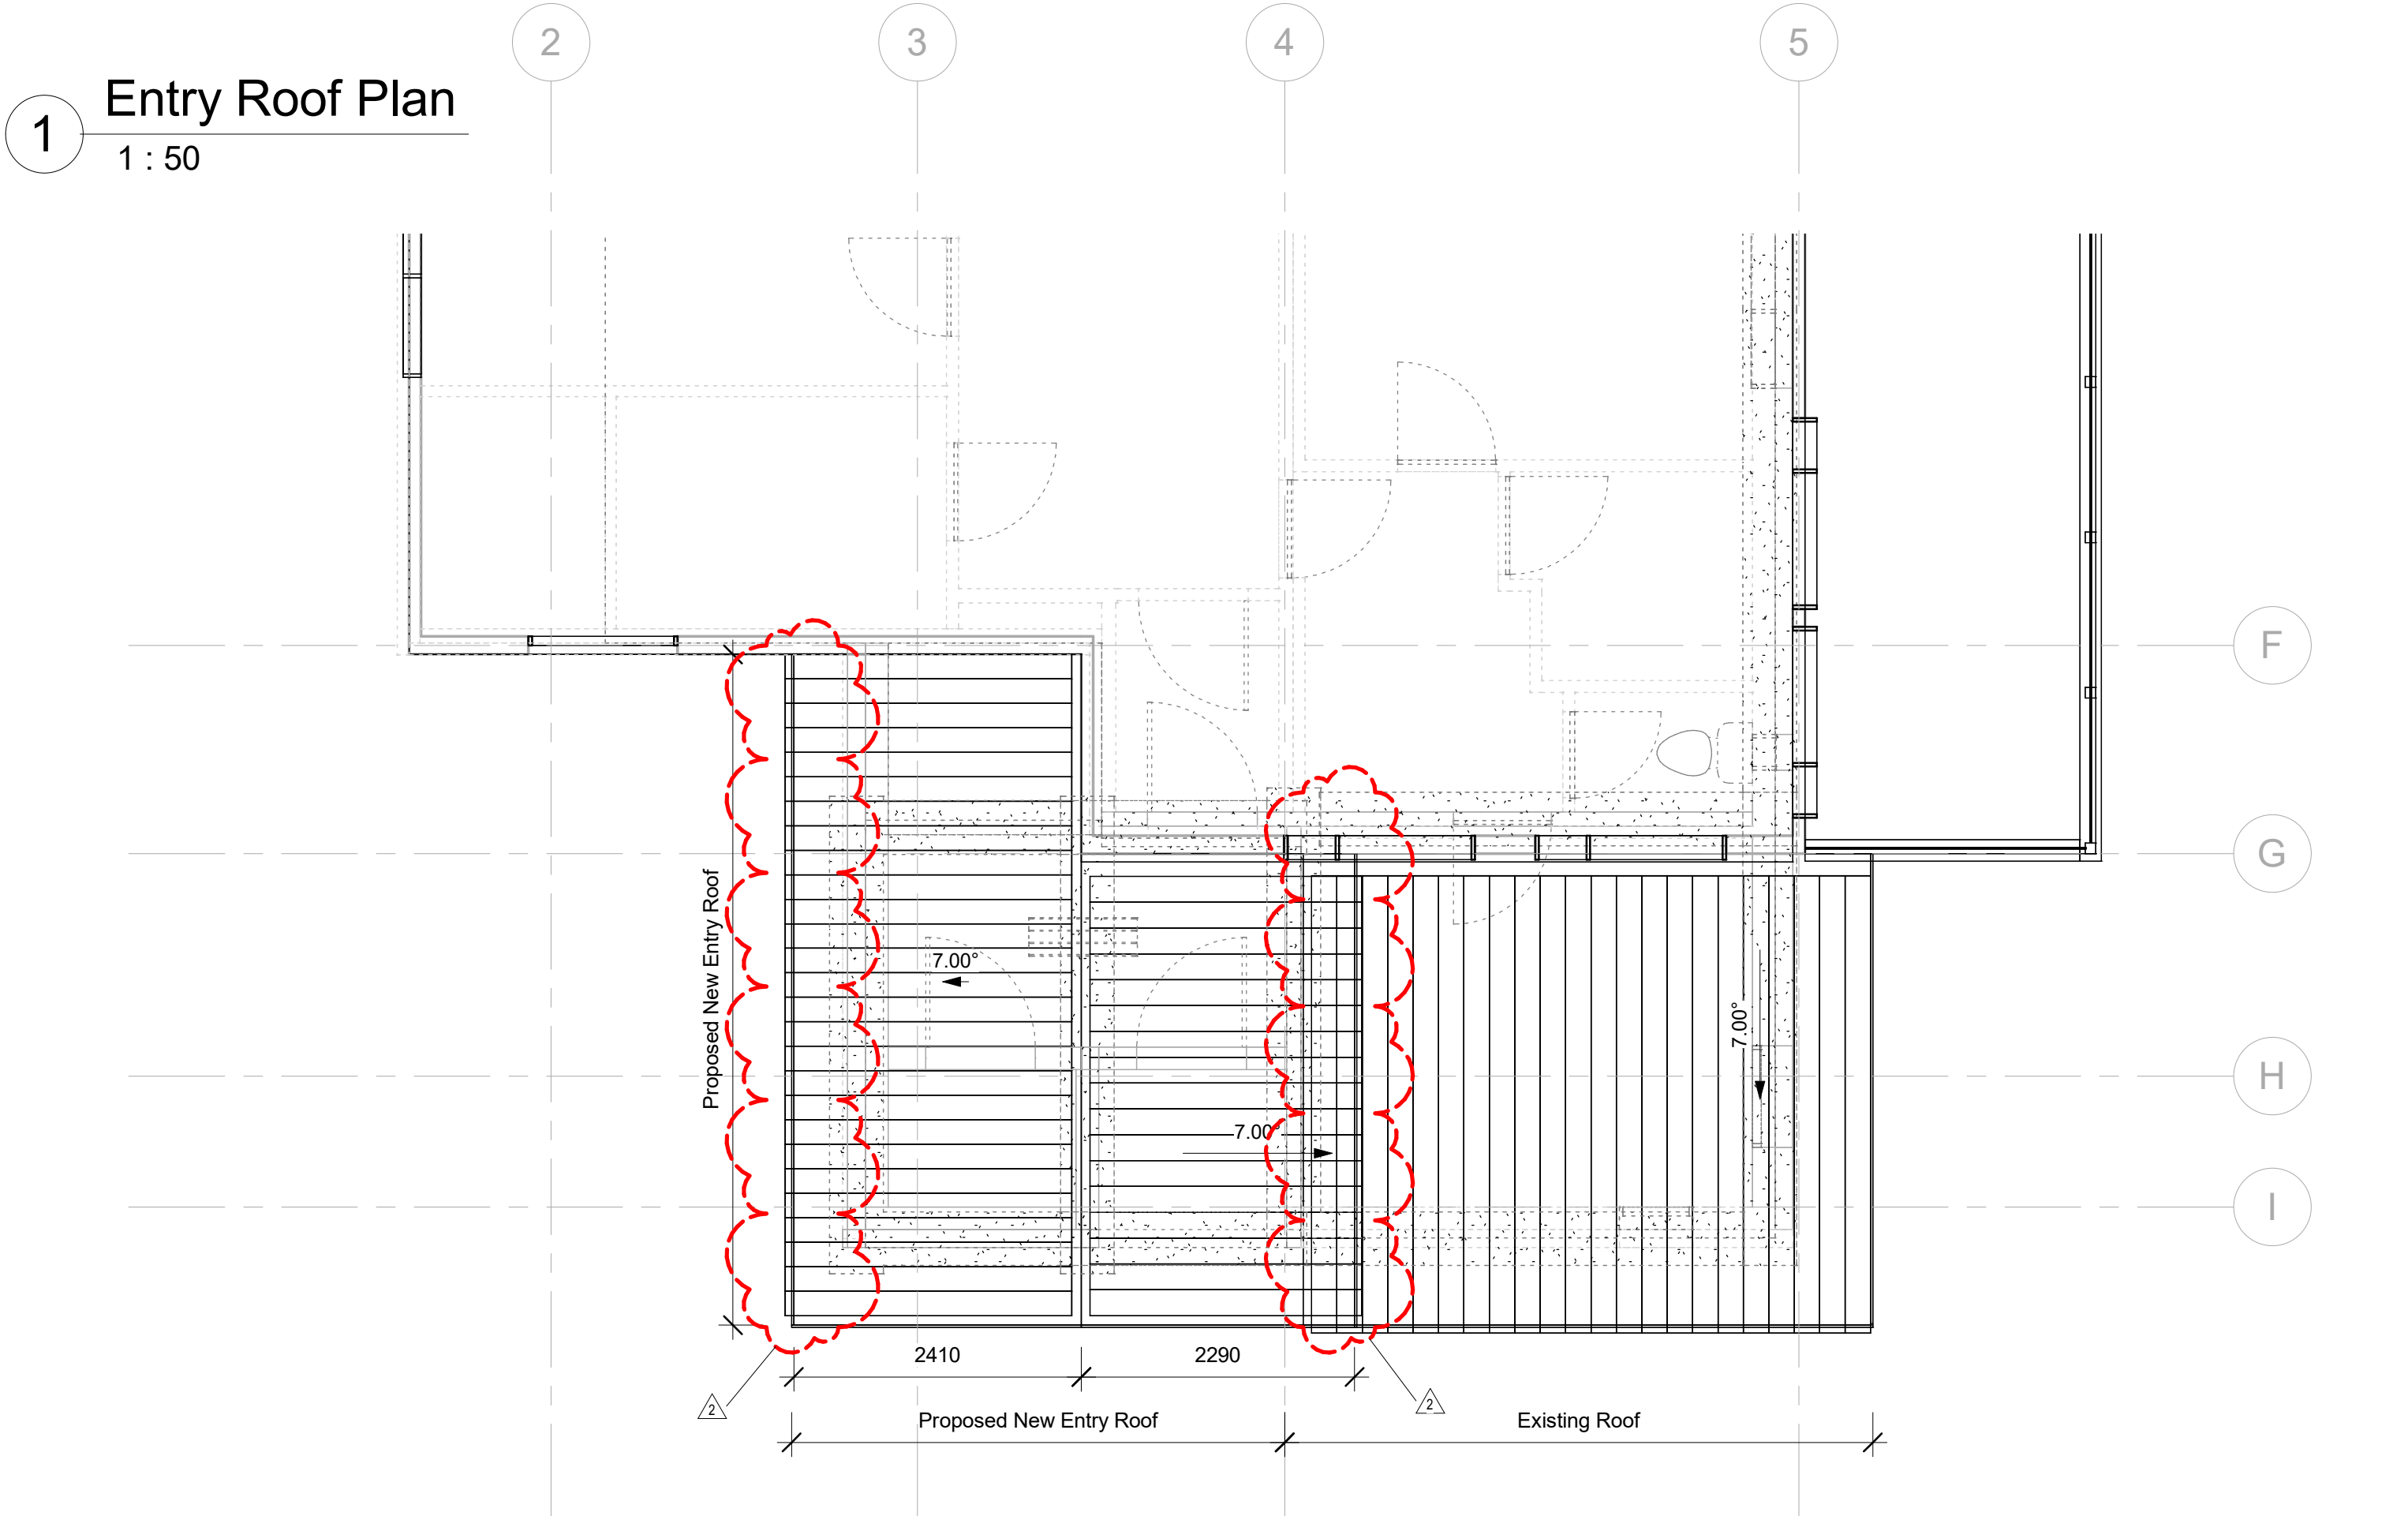 2
3
4
5
1
Entry Roof Plan
1 : 50
F
G
H
I
Proposed New Entry Roof
7.00°
7.00°
7.00°
2410
2290
2
2
Proposed New Entry Roof
Existing Roof